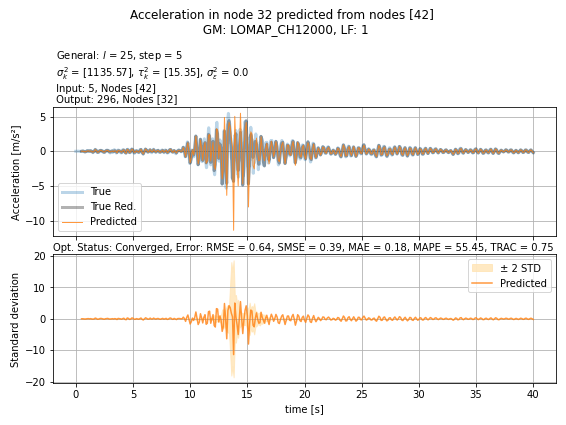 Acceleration in node 32 predicted from nodes [42]
GM: LOMAP_CH12000, LF: 1
General: l = 25, step = 5
σ²ₖ = [1135.57], τ²ₖ = [15.35], σ²ε = 0.0
Input: 5, Nodes [42]
Output: 296, Nodes [32]
Acceleration [m/s²]
5
0
−5
−10
True
True Red.
Predicted
Opt. Status: Converged, Error: RMSE = 0.64, SMSE = 0.39, MAE = 0.18, MAPE = 55.45, TRAC = 0.75
Standard deviation
20
10
0
−10
−20
± 2 STD
Predicted
0 5 10 15 20 25 30 35 40
time [s]